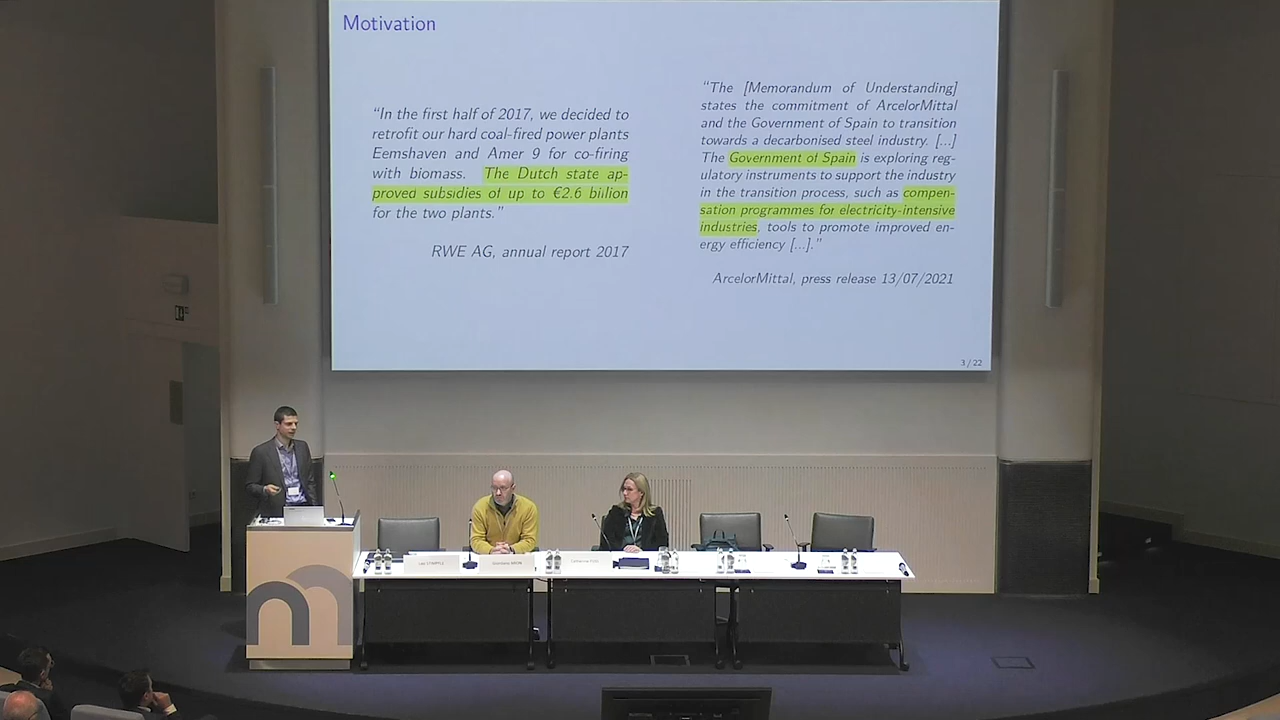 Motivation
“In the first half of 2017, we decided to
retrofit our hard coal-fired power plants
Eemshaven and Amer 9 for co-firing
with biomass. The Dutch state ap-
proved subsidies of up to €2.6 billion
for the two plants.”
RWE AG, annual report 2017
“The [Memorandum of Understanding]
states the commitment of ArcelorMittal
and the Government of Spain to transition
towards a decarbonised steel industry. [...]
The Government of Spain is exploring reg-
ulatory instruments to support the industry
in the transition process, such as compen-
sation programmes for electricity-intensive
industries, tools to promote improved en-
ergy efficiency [...].”
ArcelorMittal, press release 13/07/2021
3 / 22